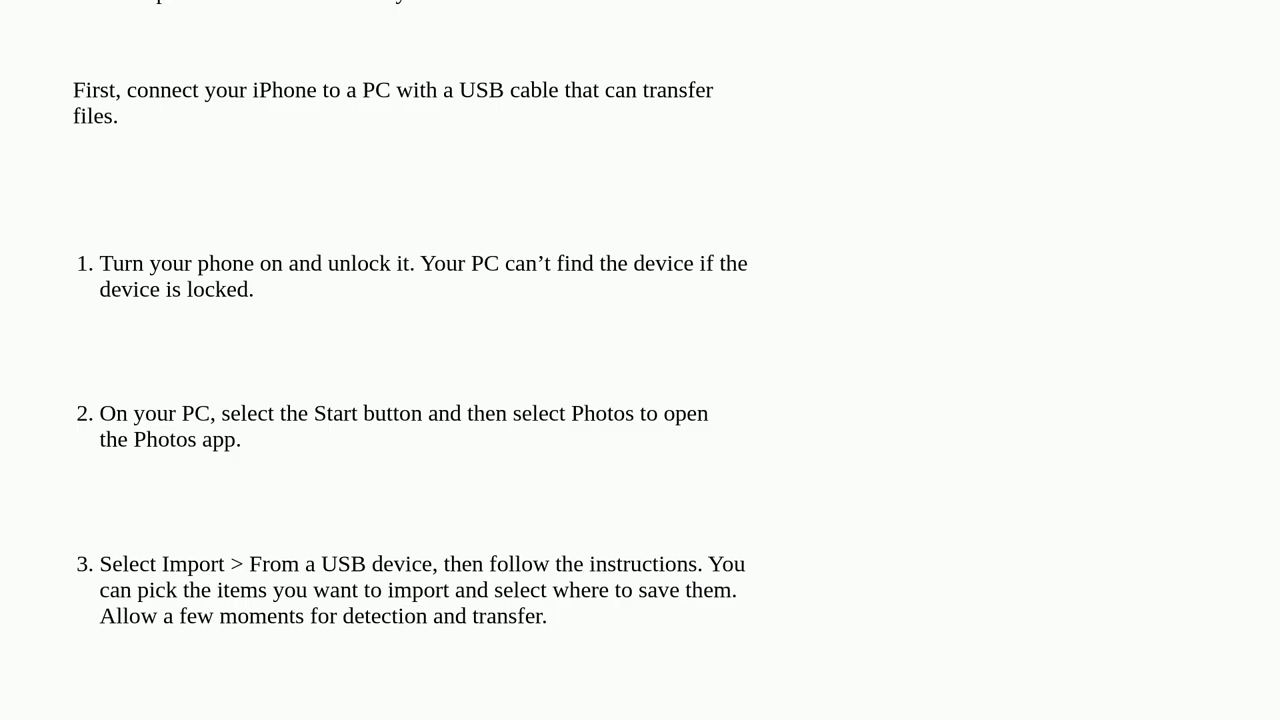 First, connect your iPhone to a PC with a USB cable that can transfer
files.
1. Turn your phone on and unlock it. Your PC can’t find the device if the
device is locked.
2. On your PC, select the Start button and then select Photos to open
the Photos app.
3. Select Import > From a USB device, then follow the instructions. You
can pick the items you want to import and select where to save them.
Allow a few moments for detection and transfer.